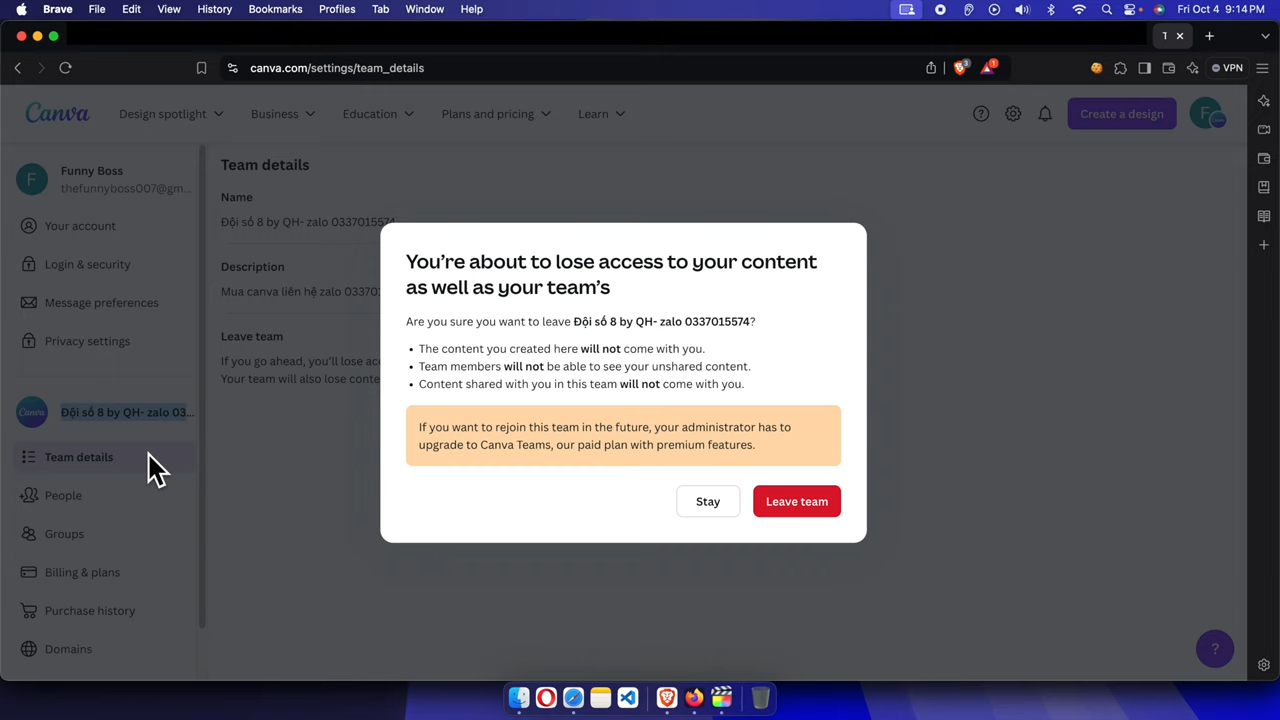 Brave File Edit View History Bookmarks Profiles Tab Window Help Fri Oct 4 9:14 PM
1
canva.com/settings/team_details 3 1 VPN
Canva Design spotlight Business Education Plans and pricing Learn Create a design F
F Funny Boss
thefunnyboss007@gm...
Your account
Login & security
Message preferences
Privacy settings
Canva Đội số 8 by QH- zalo 03...
Team details
People
Groups
Billing & plans
Purchase history
Domains
Team details
Name
Đội số 8 by QH- zalo 0337015574
Description
Mua canva liên hệ zalo 03370
Leave team
If you go ahead, you'll lose acc
Your team will also lose conte
You're about to lose access to your content
as well as your team's
Are you sure you want to leave Đội số 8 by QH- zalo 0337015574?
• The content you created here will not come with you.
• Team members will not be able to see your unshared content.
• Content shared with you in this team will not come with you.
If you want to rejoin this team in the future, your administrator has to
upgrade to Canva Teams, our paid plan with premium features.
Stay Leave team
?